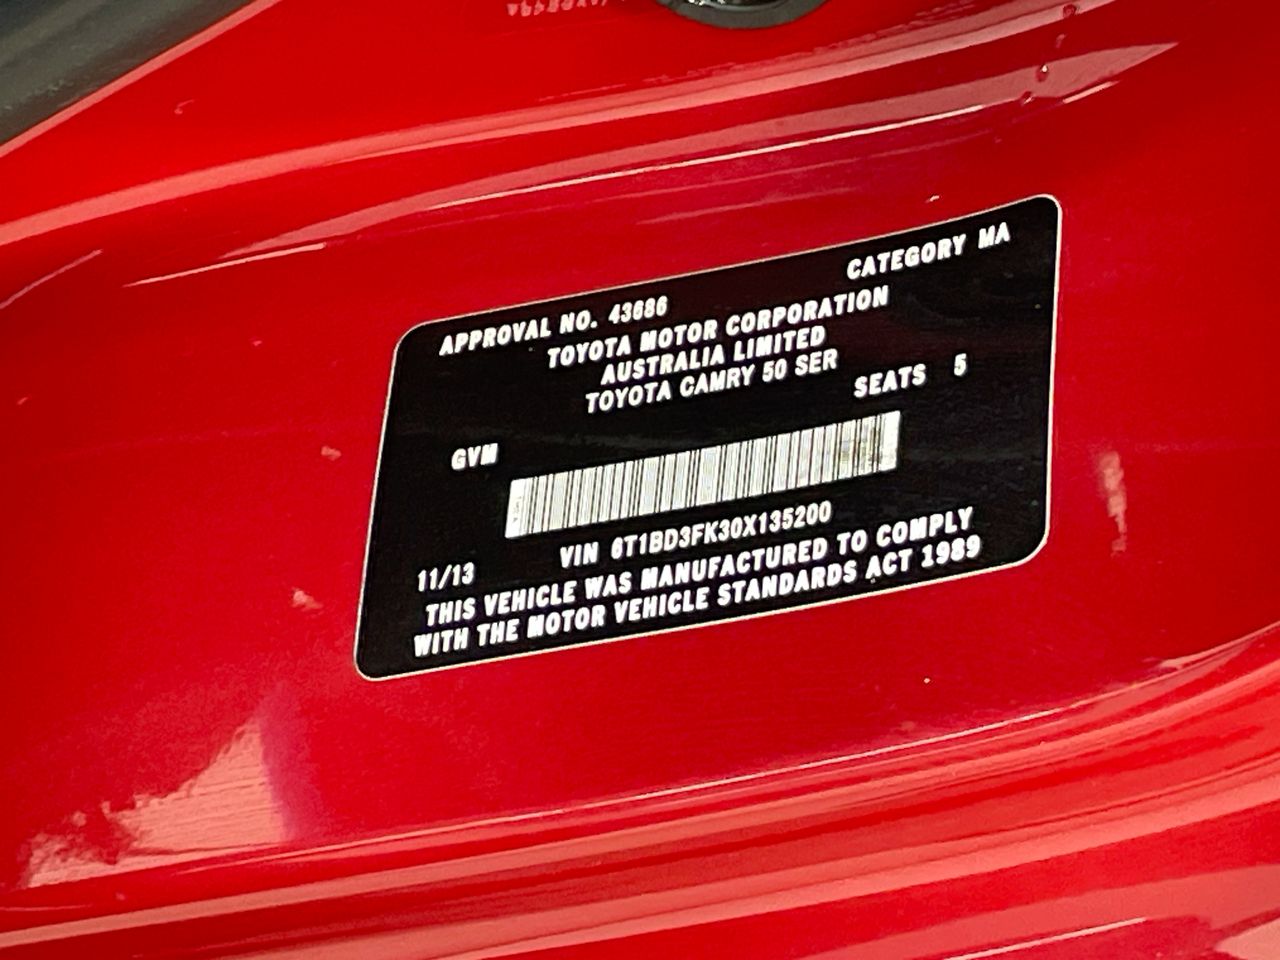 APPROVAL NO. 43686 CATEGORY MA
TOYOTA MOTOR CORPORATION
AUSTRALIA LIMITED
TOYOTA CAMRY 50 SER
GVM SEATS 5
11/13 VIN 6T1BD3FK30X135200
THIS VEHICLE WAS MANUFACTURED TO COMPLY
WITH THE MOTOR VEHICLE STANDARDS ACT 1989